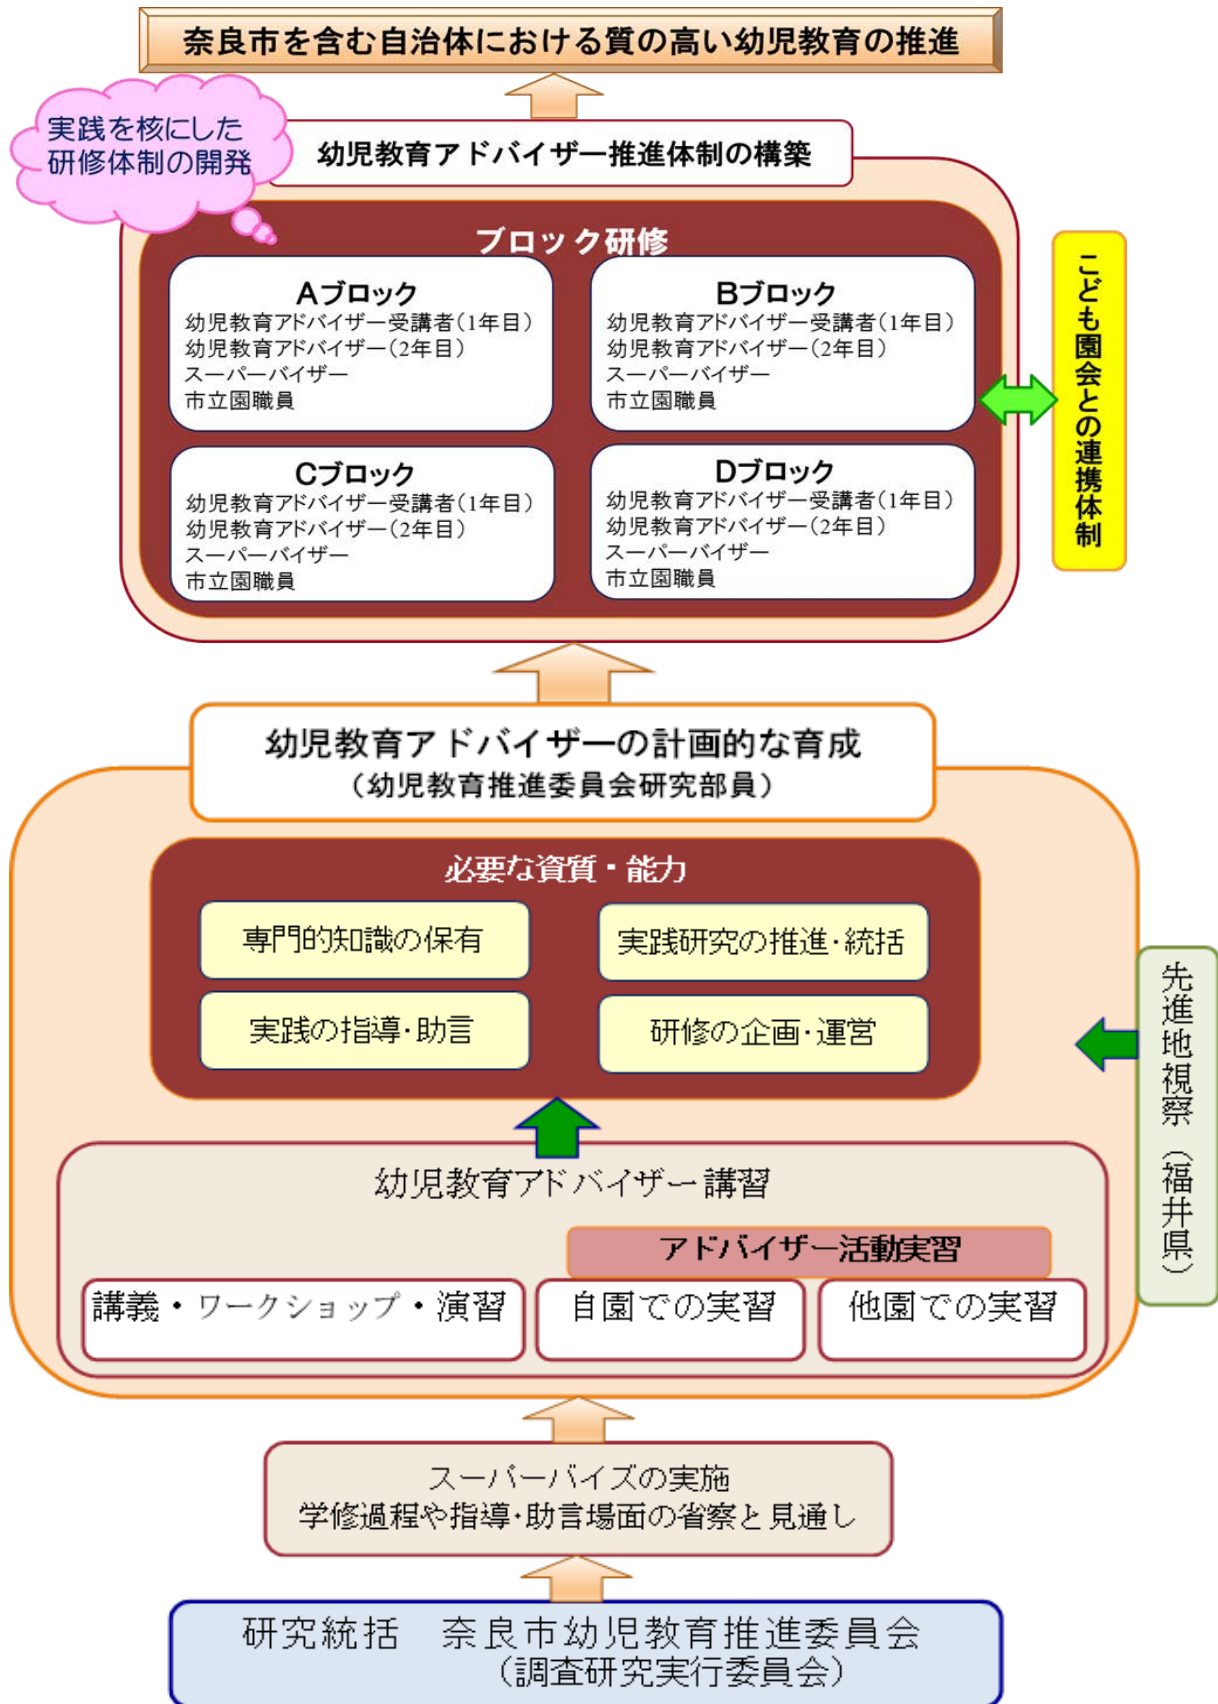 奈良市を含む自治体における質の高い幼児教育の推進
実践を核にした
研修体制の開発
幼児教育アドバイザー推進体制の構築
ブロック研修
Aブロック
幼児教育アドバイザー受講者(1年目)
幼児教育アドバイザー(2年目)
スーパーバイザー
市立園職員
Bブロック
幼児教育アドバイザー受講者(1年目)
幼児教育アドバイザー(2年目)
スーパーバイザー
市立園職員
Cブロック
幼児教育アドバイザー受講者(1年目)
幼児教育アドバイザー(2年目)
スーパーバイザー
市立園職員
Dブロック
幼児教育アドバイザー受講者(1年目)
幼児教育アドバイザー(2年目)
スーパーバイザー
市立園職員
こども園会との連携体制
幼児教育アドバイザーの計画的な育成
(幼児教育推進委員会研究部員)
必要な資質・能力
専門的知識の保有
実践研究の推進・統括
実践の指導・助言
研修の企画・運営
先進地視察(福井県)
幼児教育アドバイザー講習
アドバイザー活動実習
講義・ワークショップ・演習
自園での実習
他園での実習
スーパーバイズの実施
学修過程や指導・助言場面の省察と見通し
研究統括 奈良市幼児教育推進委員会
(調査研究実行委員会)